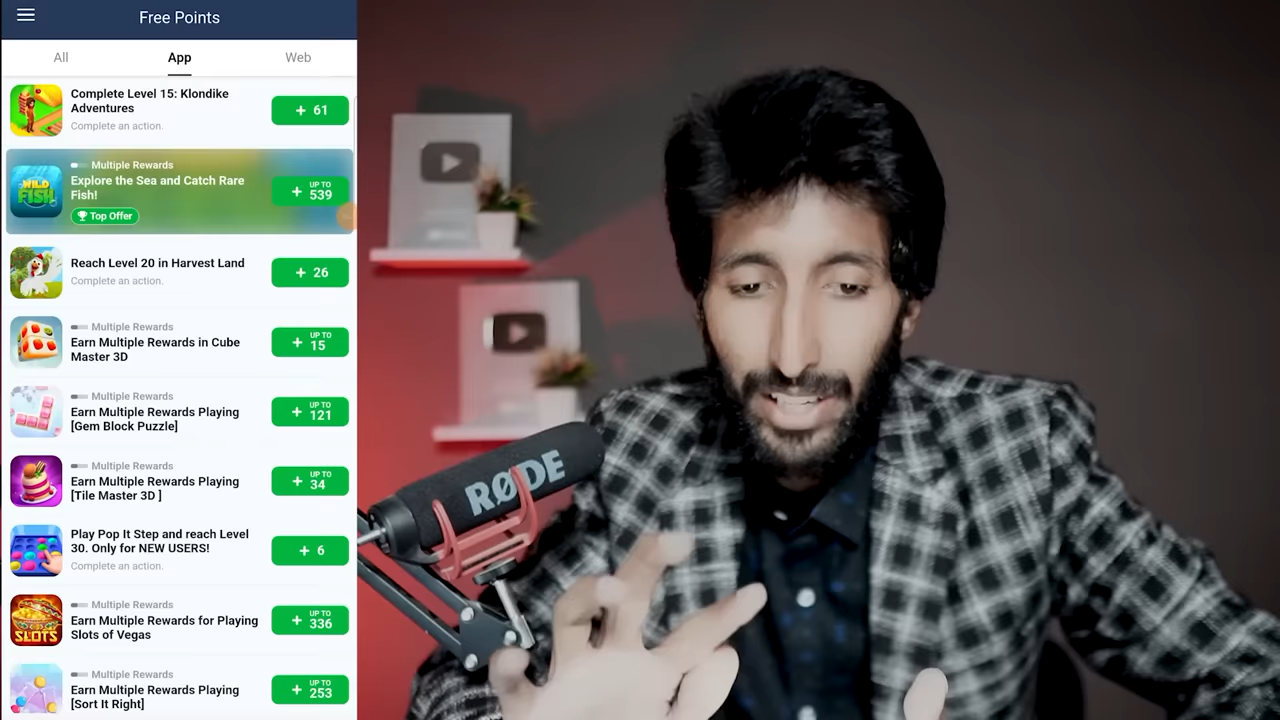 Free Points
All
App
Web
Complete Level 15: Klondike
Adventures
Complete an action.
+ 61
Multiple Rewards
Explore the Sea and Catch Rare
Fish!
Top Offer
WILD
FISH
+ UP TO
539
Reach Level 20 in Harvest Land
Complete an action.
+ 26
Multiple Rewards
Earn Multiple Rewards in Cube
Master 3D
+ UP TO
15
Multiple Rewards
Earn Multiple Rewards Playing
[Gem Block Puzzle]
+ UP TO
121
Multiple Rewards
Earn Multiple Rewards Playing
[Tile Master 3D ]
+ UP TO
34
Play Pop It Step and reach Level
30. Only for NEW USERS!
Complete an action.
+ 6
Multiple Rewards
Earn Multiple Rewards for Playing
Slots of Vegas
SLOTS
+ UP TO
336
Multiple Rewards
Earn Multiple Rewards Playing
[Sort It Right]
+ UP TO
253
RØDE